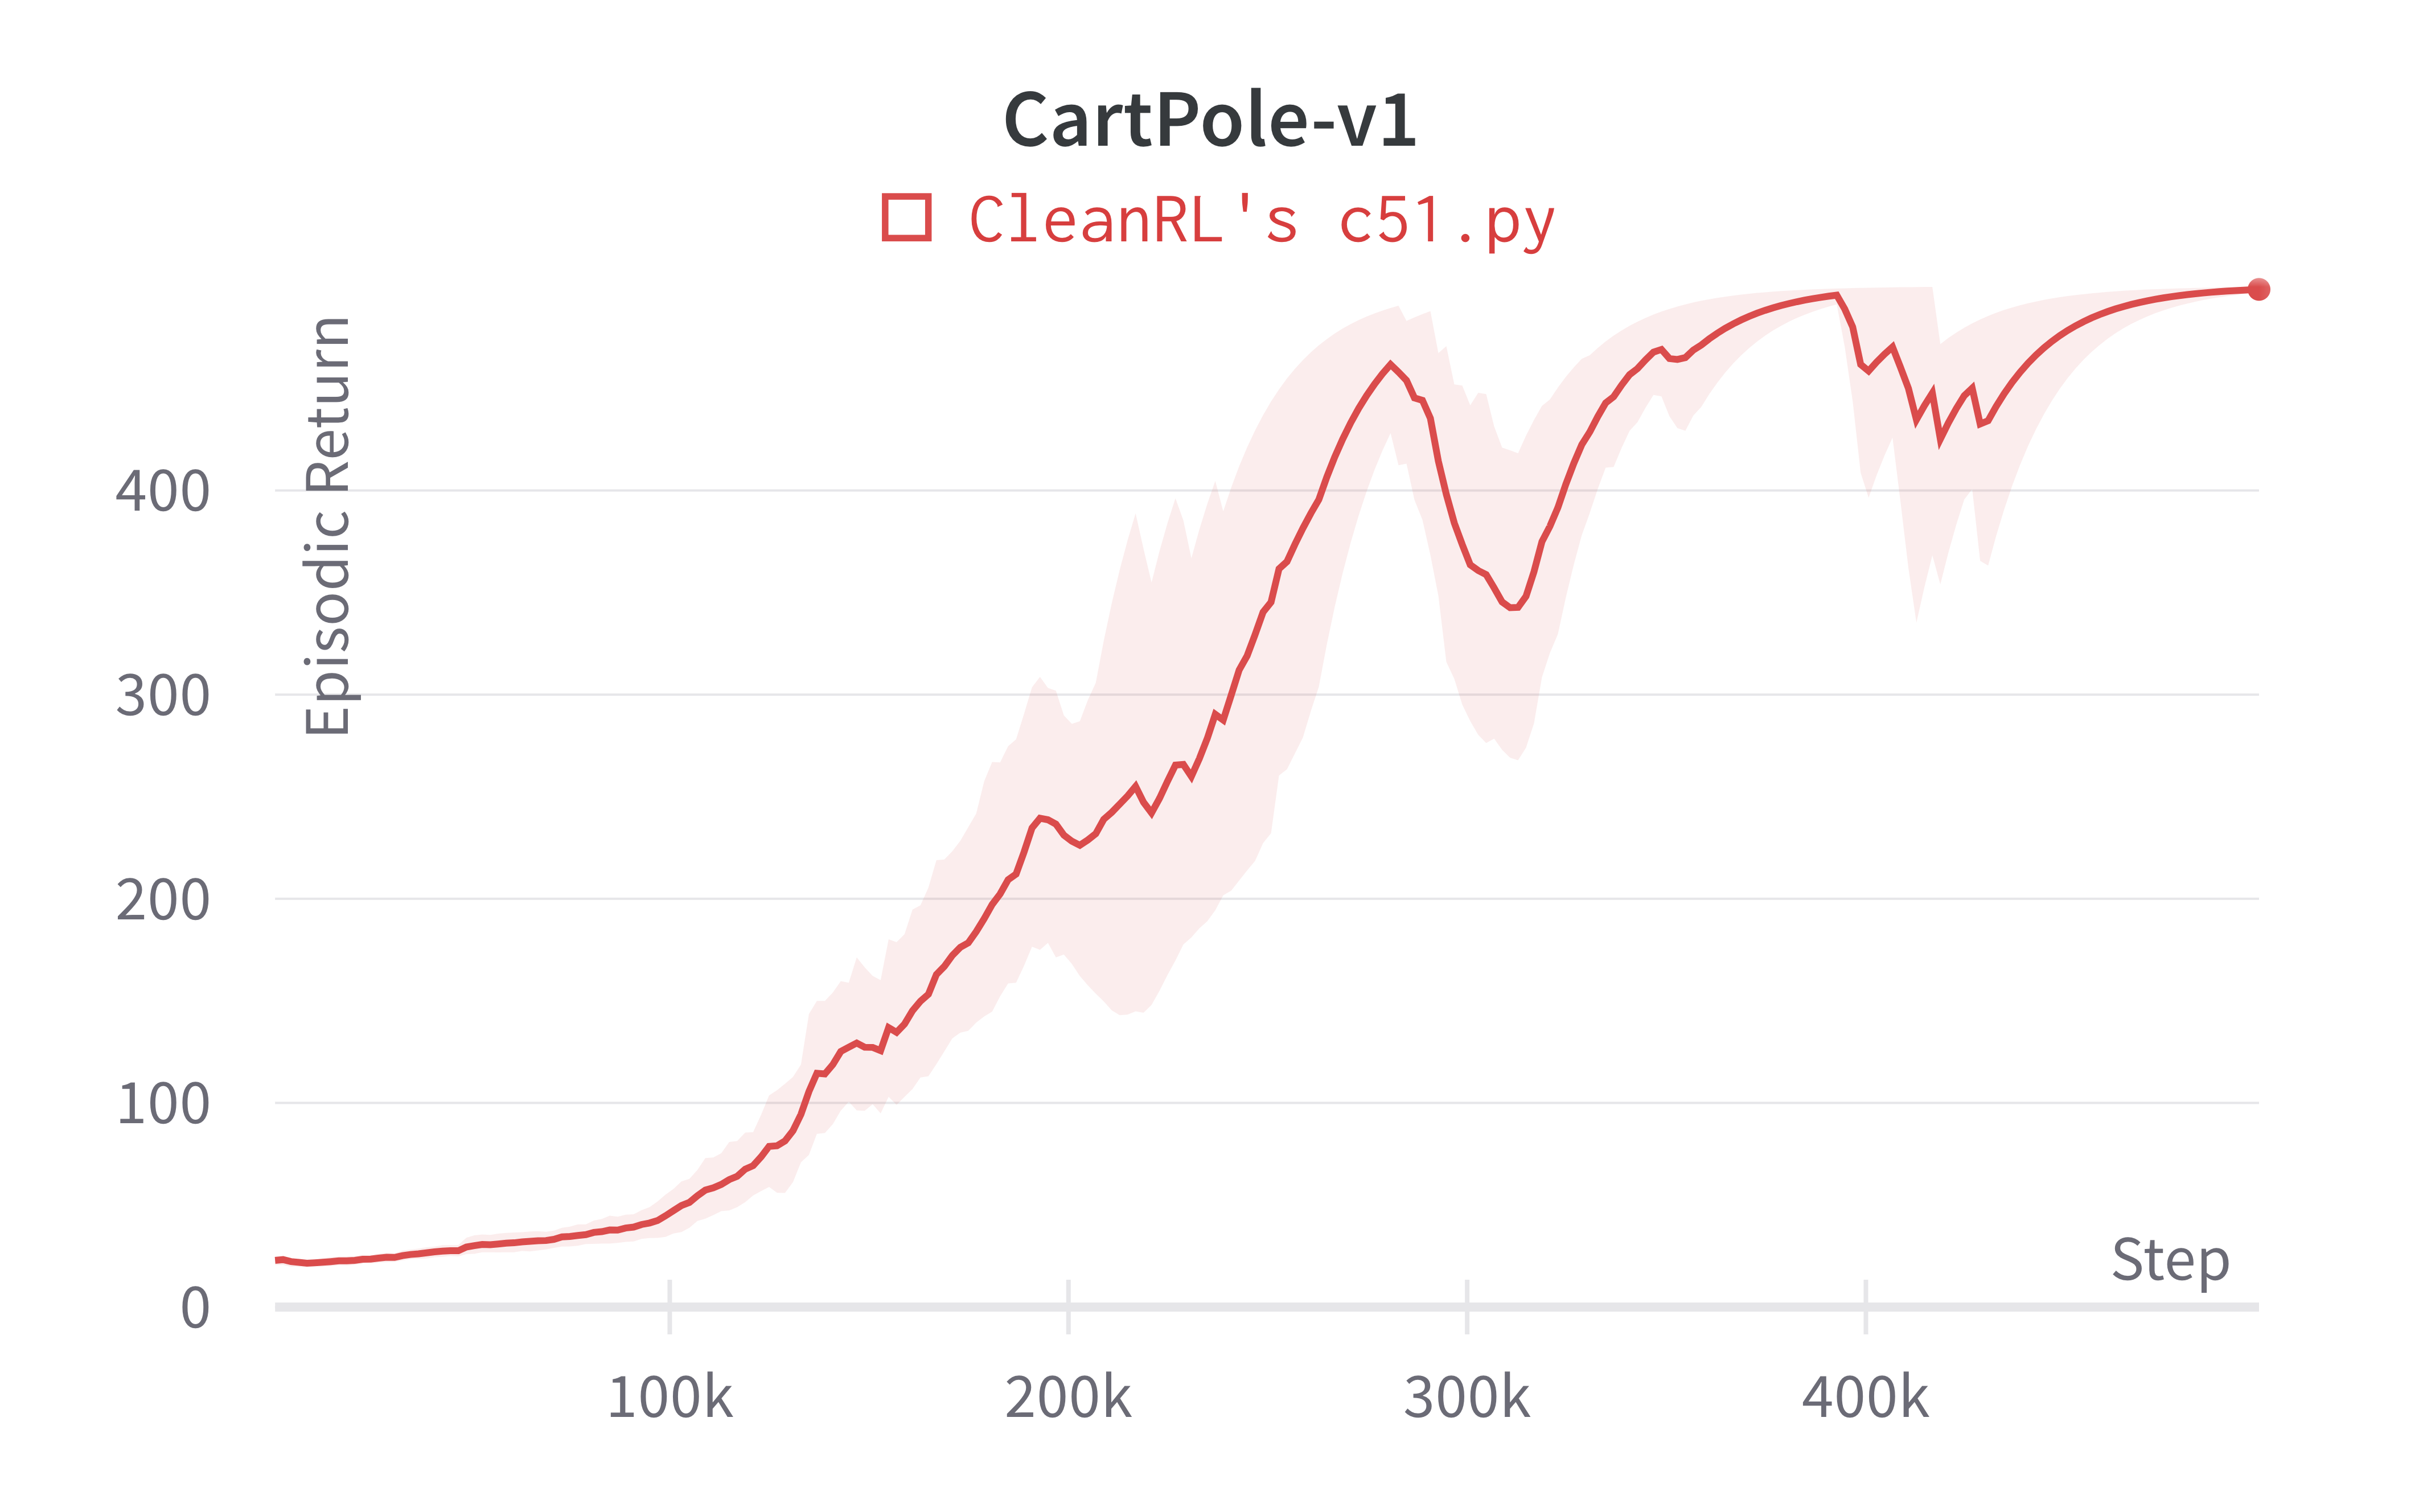 CartPole-v1
CleanRL's c51.py
Episodic Return
400
300
200
100
0
Step
100k 200k 300k 400k